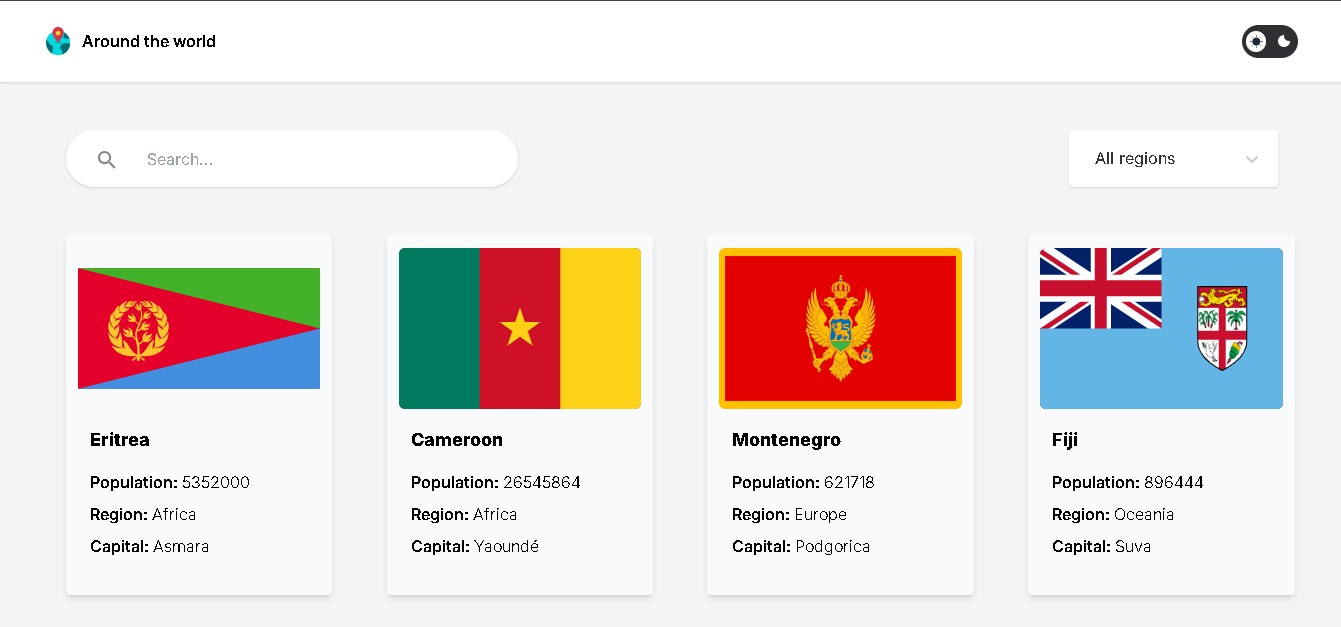 Around the world
Search...
All regions
Eritrea
Population: 5352000
Region: Africa
Capital: Asmara
Cameroon
Population: 26545864
Region: Africa
Capital: Yaoundé
Montenegro
Population: 621718
Region: Europe
Capital: Podgorica
Fiji
Population: 896444
Region: Oceania
Capital: Suva